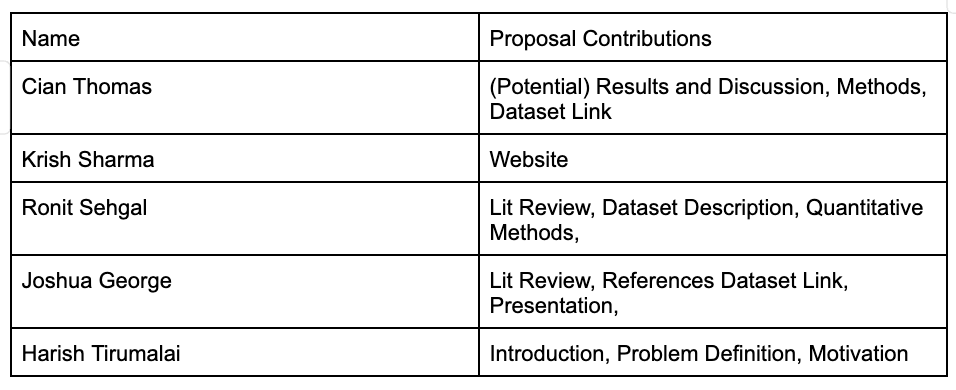 Name
Proposal Contributions
Cian Thomas
(Potential) Results and Discussion, Methods,
Dataset Link
Krish Sharma
Website
Ronit Sehgal
Lit Review, Dataset Description, Quantitative
Methods,
Joshua George
Lit Review, References Dataset Link,
Presentation,
Harish Tirumalai
Introduction, Problem Definition, Motivation